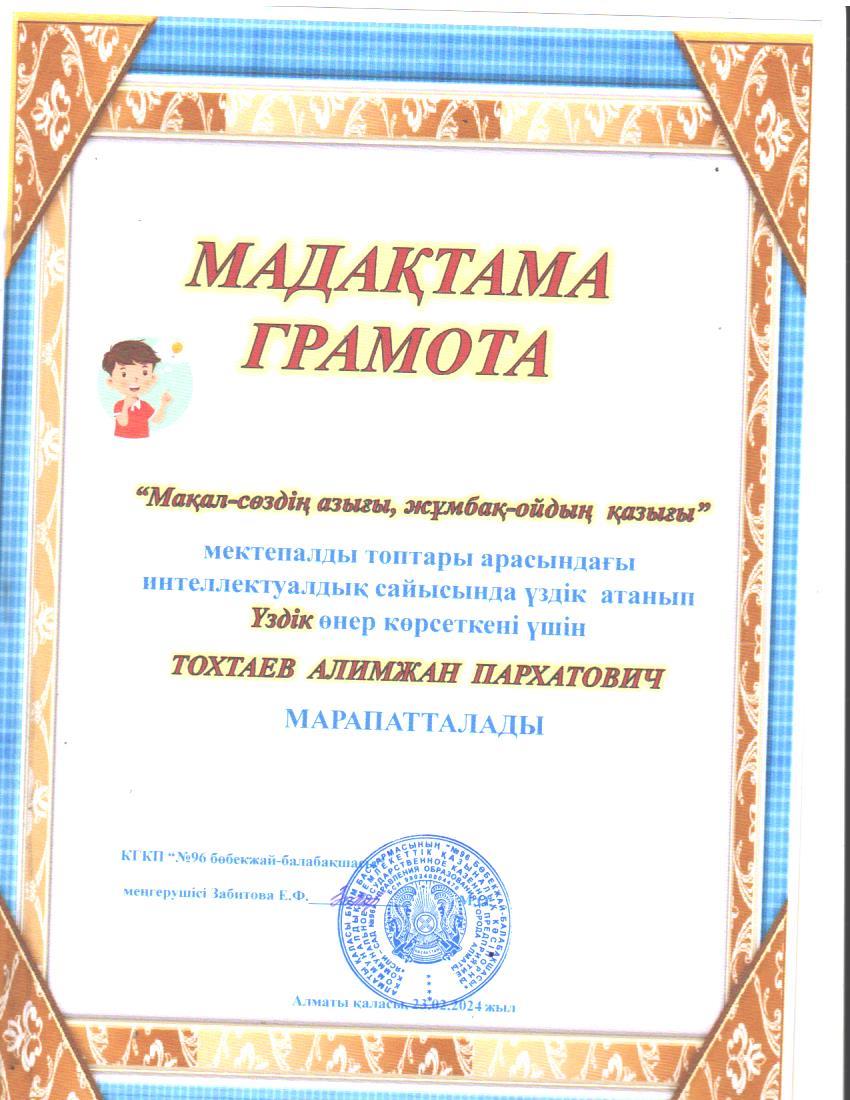 МАДАҚТАМА
ГРАМОТА
“Мақал-сөздің азығы, жұмбақ-ойдың қазығы”
мектепалды топтары арасындағы
интеллектуалдық сайысында үздік атанып
Үздік өнер көрсеткені үшін
ТОХТАЕВ АЛИМЖАН ПАРХАТОВИЧ
МАРАПАТТАЛАДЫ
КГКП “№96 бөбекжай-балабақшасы”
меңгерушісі Забитова Е.Ф.
Алматы қаласы, 23.02.2024 жыл